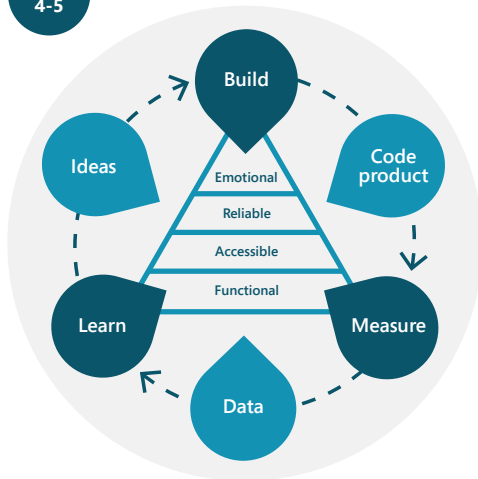 4-5
Build
Ideas
Code
product
Emotional
Reliable
Accessible
Functional
Learn
Measure
Data